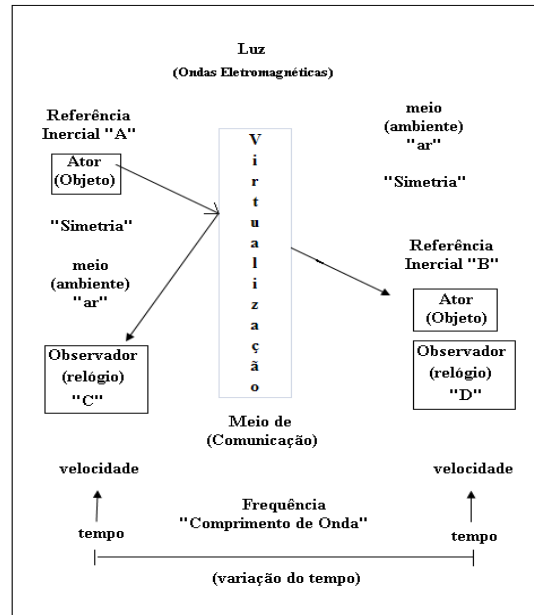 Luz
(Ondas Eletromagnéticas)
Referência
Inercial "A"
Ator
(Objeto)
"Simetria"
meio
(ambiente)
"ar"
Observador
(relógio)
"C"
velocidade
tempo
Virtualização
Meio de
(Comunicação)
Frequência
"Comprimento de Onda"
(variação do tempo)
meio
(ambiente)
"ar"
"Simetria"
Referência
Inercial "B"
Ator
(Objeto)
Observador
(relógio)
"D"
velocidade
tempo